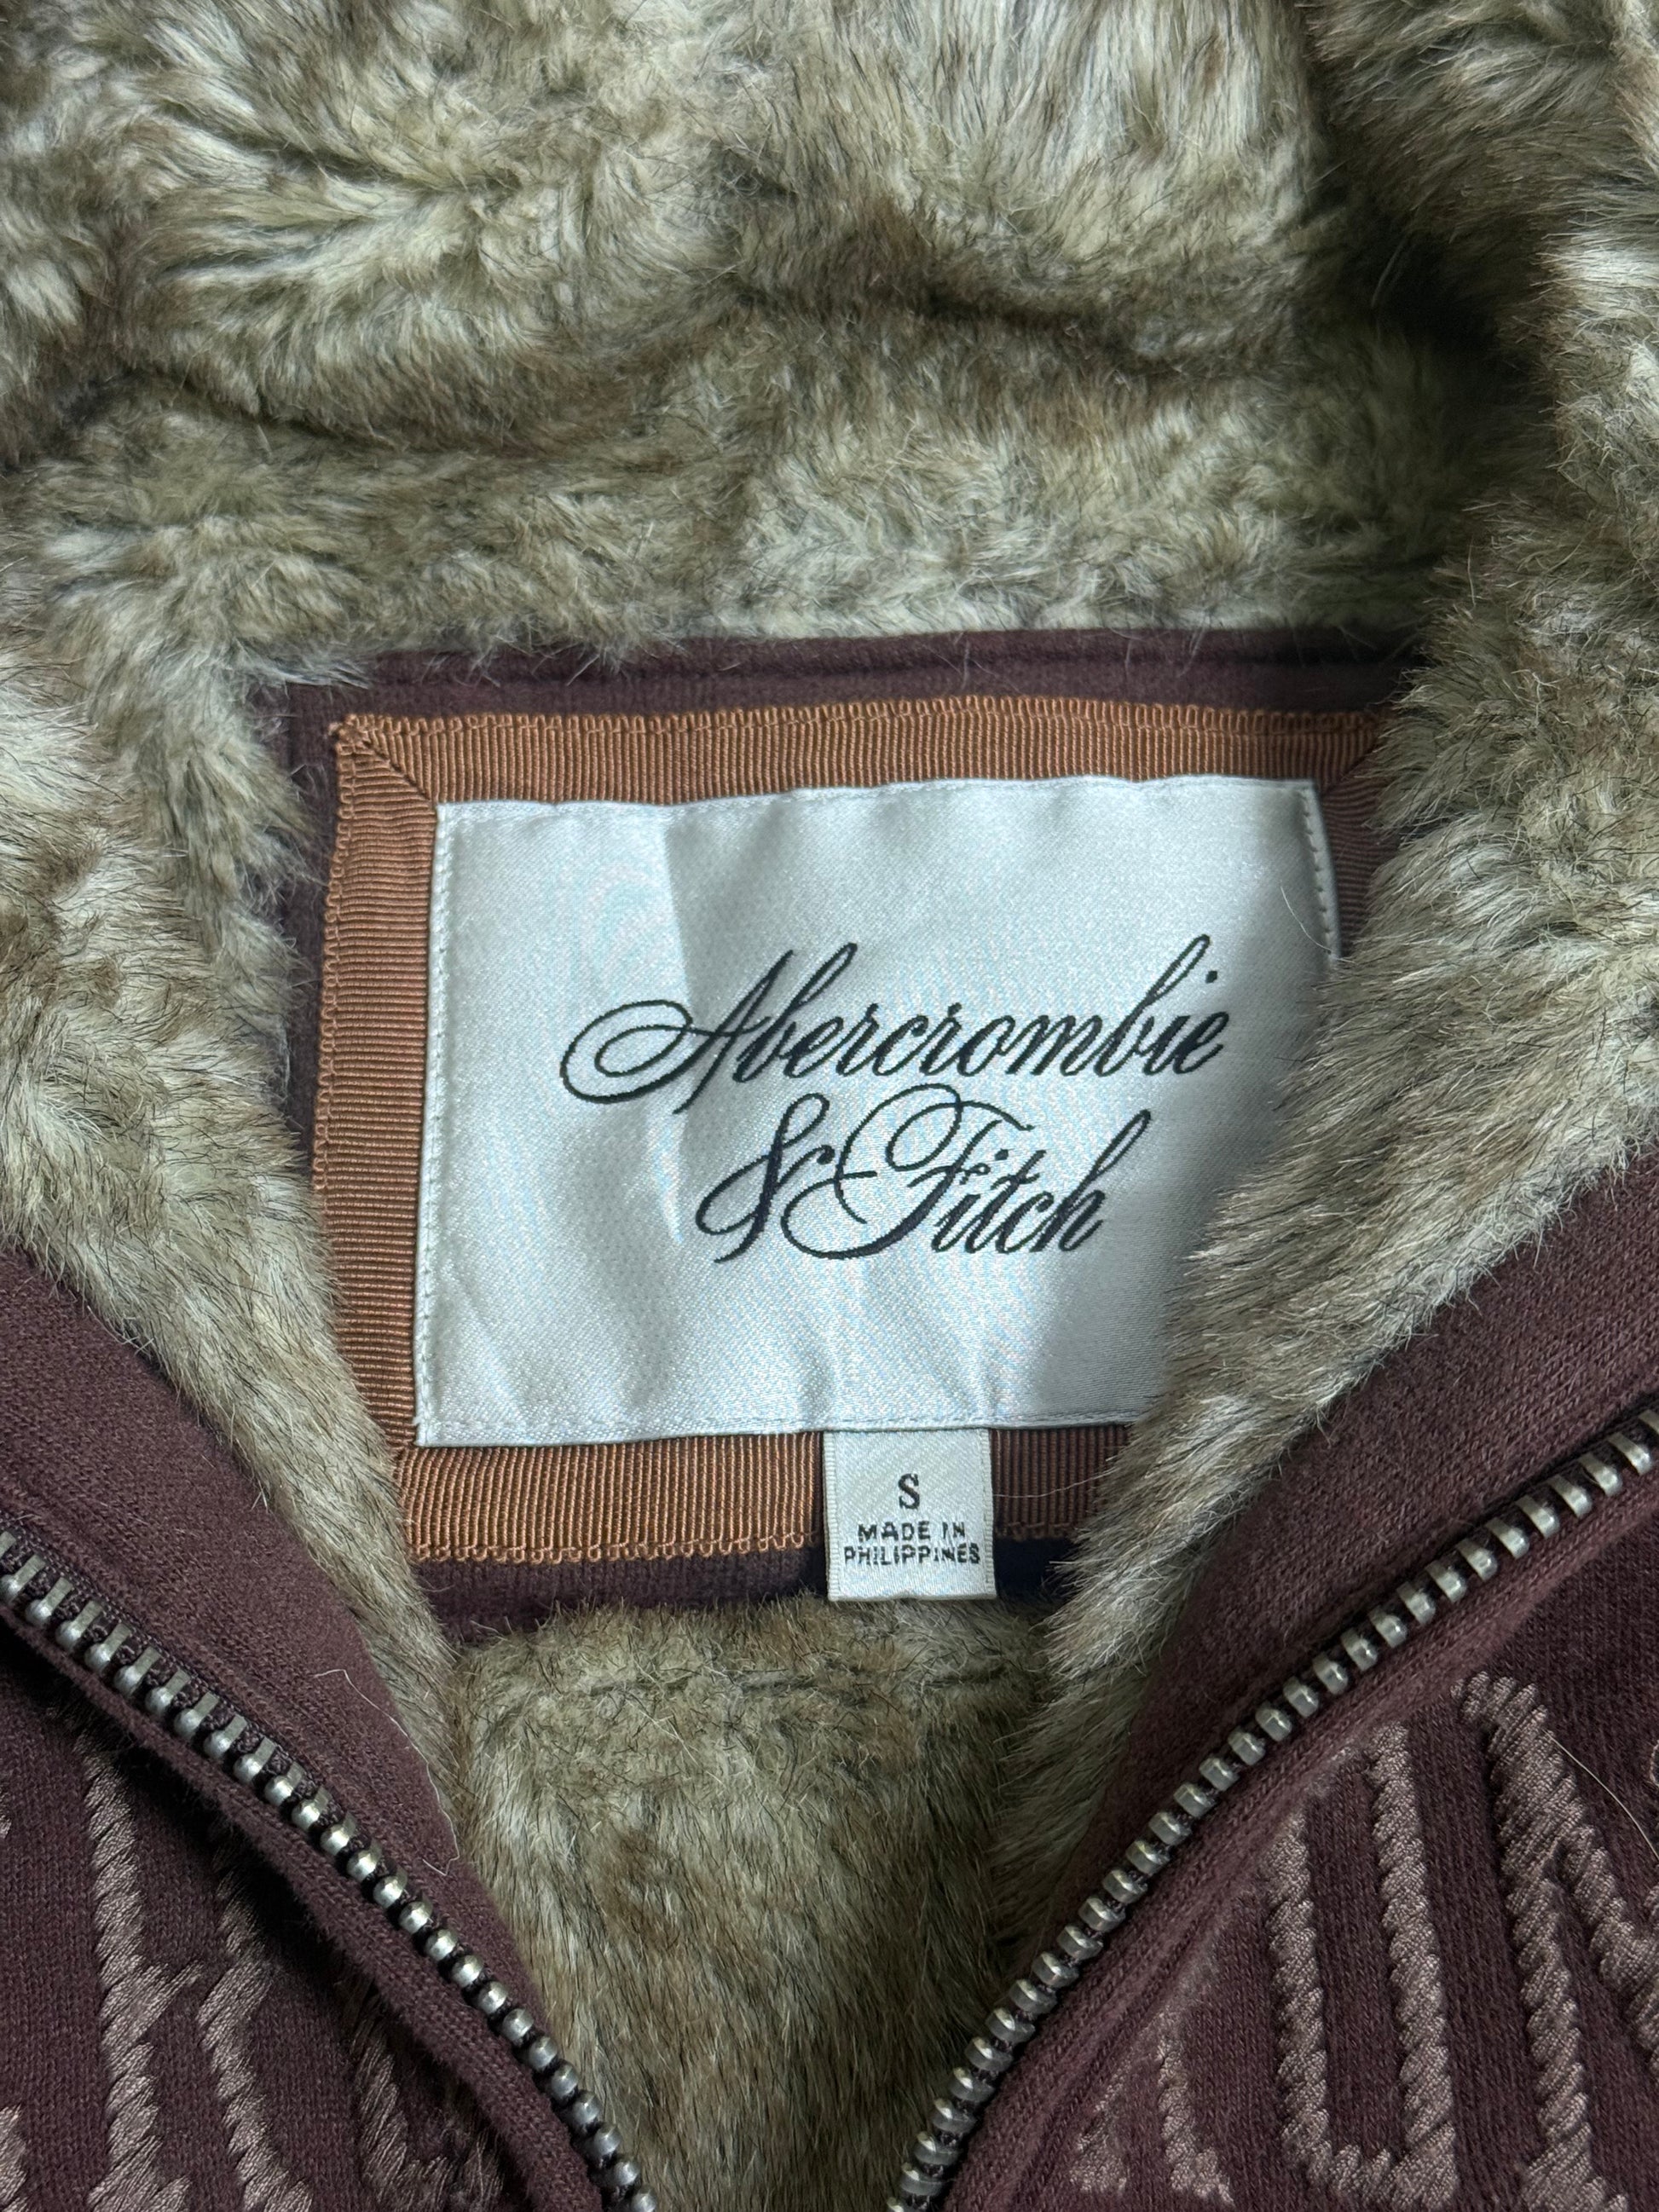 Abercrombie
& Fitch
S
MADE IN
PHILIPPINES